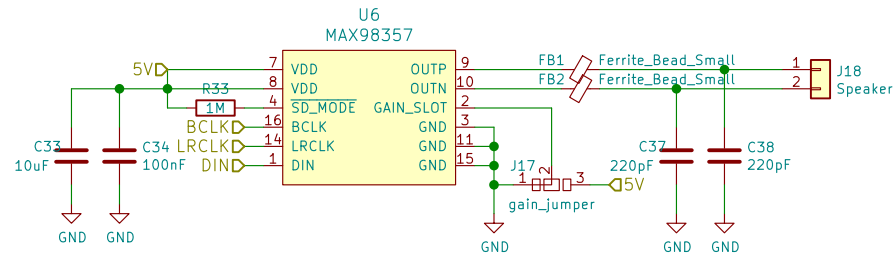 U6
MAX98357
5V 7 VDD OUTP 9 FB1 Ferrite_Bead_Small 1 J18
8 VDD OUTN 10 FB2 Ferrite_Bead_Small 2 Speaker
R33 1M 4 SD_MODE GAIN_SLOT 2
BCLK 16 BCLK GND 3
C33 C34 LRCLK 14 LRCLK GND 11 C37 C38
10uF 100nF DIN 1 DIN GND 15 J17 220pF 220pF
1 2 3 5V
gain_jumper
GND GND GND GND GND